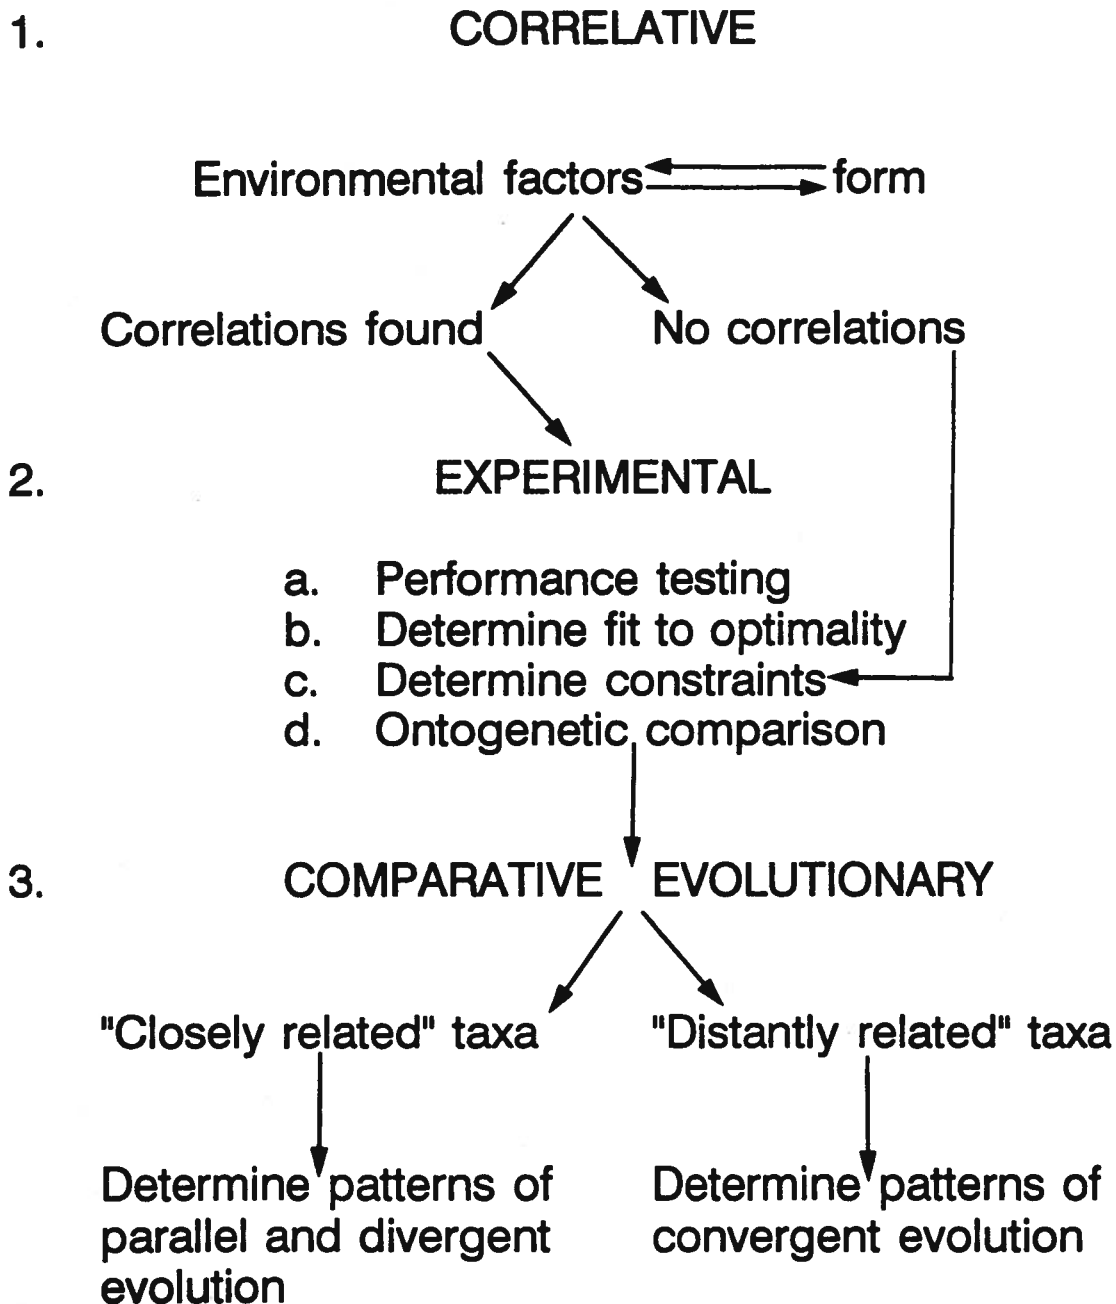 1. CORRELATIVE
Environmental factors form
Correlations found No correlations
2. EXPERIMENTAL
a. Performance testing
b. Determine fit to optimality
c. Determine constraints
d. Ontogenetic comparison
3. COMPARATIVE EVOLUTIONARY
"Closely related" taxa "Distantly related" taxa
Determine patterns of
parallel and divergent
evolution
Determine patterns of
convergent evolution